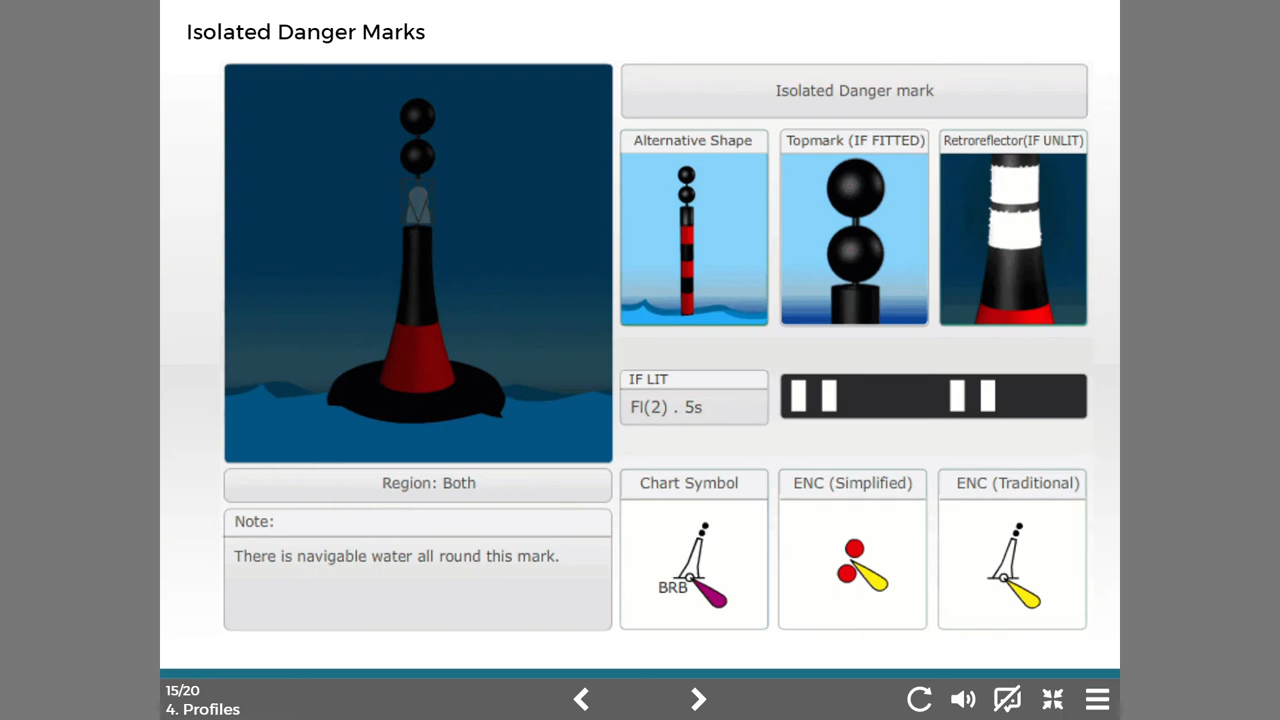 Isolated Danger Marks
Isolated Danger mark
Alternative Shape
Topmark (IF FITTED)
Retroreflector(IF UNLIT)
IF LIT
Fl(2) . 5s
Region: Both
Note:
There is navigable water all round this mark.
Chart Symbol
ENC (Simplified)
ENC (Traditional)
BRB
15/20
4. Profiles